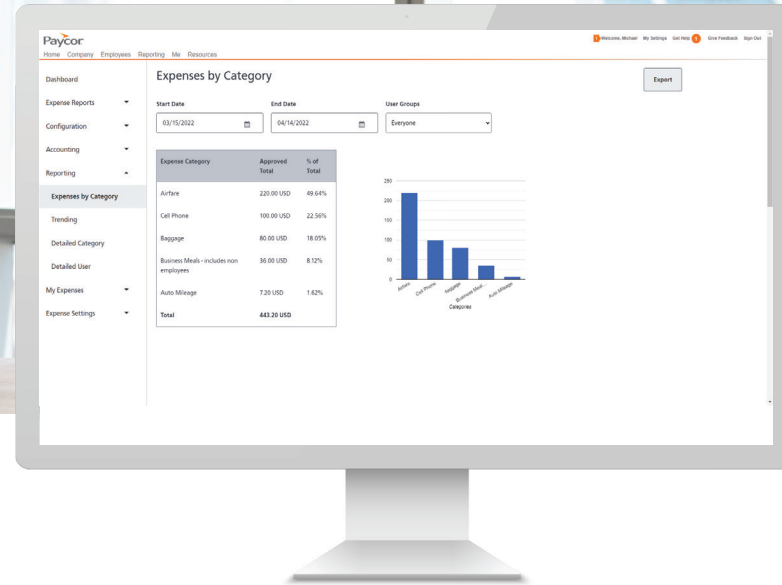 Paycor
Welcome, Michael My Settings Get Help 1 Give Feedback Sign Out
Home Company Employees Reporting Me Resources
Dashboard
Expense Reports
Configuration
Accounting
Reporting
Expenses by Category
Trending
Detailed Category
Detailed User
My Expenses
Expense Settings
Expenses by Category
Export
Start Date End Date User Groups
03/15/2022 04/14/2022 Everyone
Expense Category Approved Total % of Total
Airfare 220.00 USD 49.64%
Cell Phone 100.00 USD 22.56%
Baggage 80.00 USD 18.05%
Business Meals - includes non employees 36.00 USD 8.12%
Auto Mileage 7.20 USD 1.62%
Total 443.20 USD
250
200
150
100
50
0
Airfare
Cell Phone
Baggage
Business Meal...
Auto Mileage
Categories